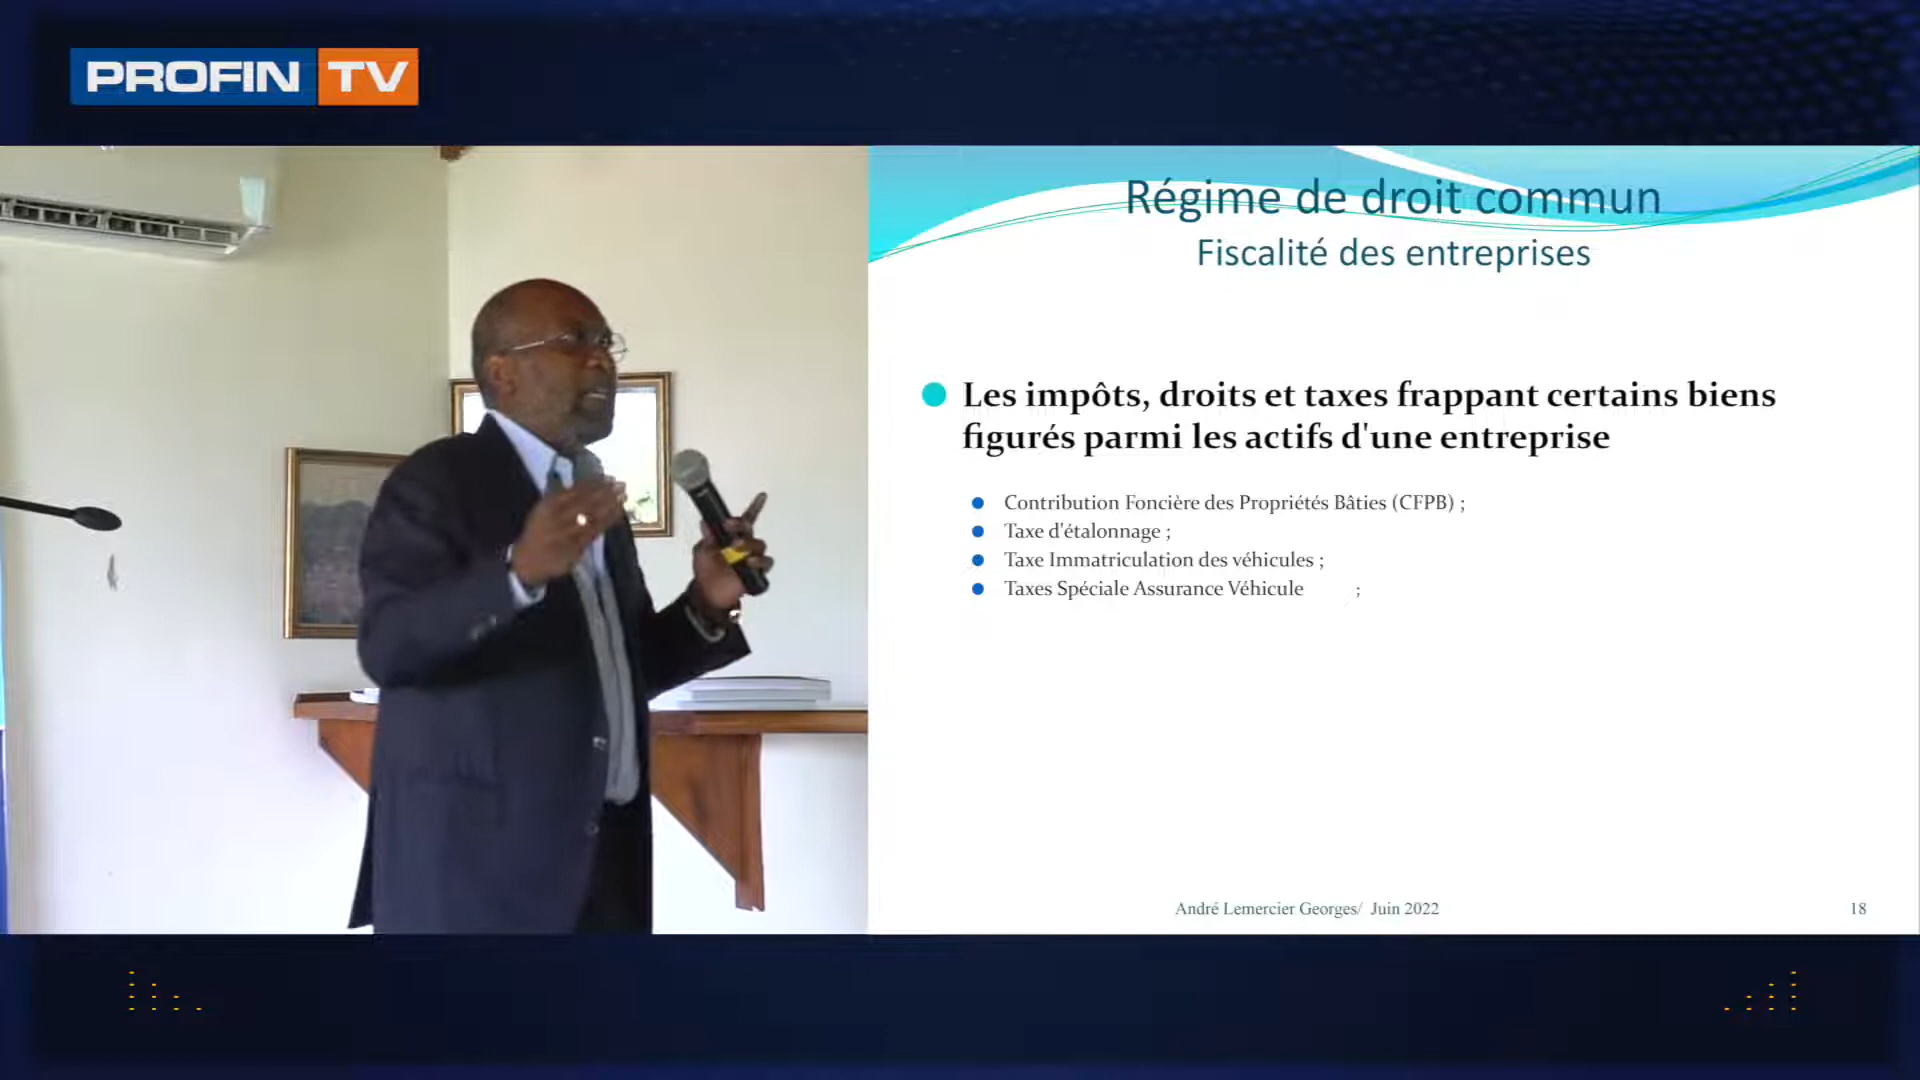 PROFIN TV
Régime de droit commun
Fiscalité des entreprises
Les impôts, droits et taxes frappant certains biens
figurés parmi les actifs d'une entreprise
Contribution Foncière des Propriétés Bâties (CFPB) ;
Taxe d'étalonnage ;
Taxe Immatriculation des véhicules ;
Taxes Spéciale Assurance Véhicule ;
André Lemercier Georges/ Juin 2022
18